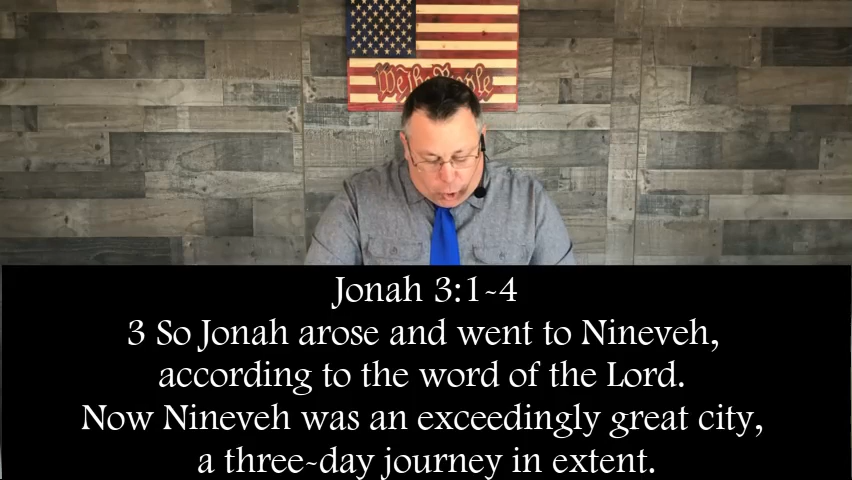 We The People
Jonah 3:1-4
3 So Jonah arose and went to Nineveh,
according to the word of the Lord.
Now Nineveh was an exceedingly great city,
a three-day journey in extent.